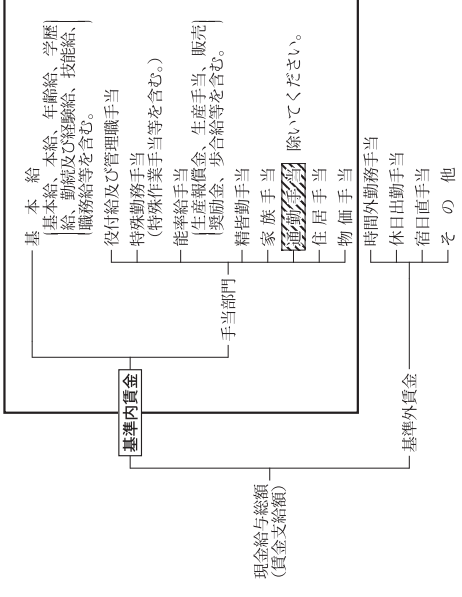 現金給与総額
（賃金支給額）
基準内賃金
基本給
基本給、本給、年齢給、学歴
給、勤続給及び経験給、技能給、
職務給等を含む。
手当部門
役付給及び管理職手当
特殊勤務手当
（特殊作業手当等を含む。）
能率給手当
生産報償金、生産手当、販売
奨励金、歩合給等を含む。
精皆勤手当
家族手当
通勤手当
除いてください。
住居手当
物価手当
基準外賃金
時間外勤務手当
休日出勤手当
宿日直手当
その他